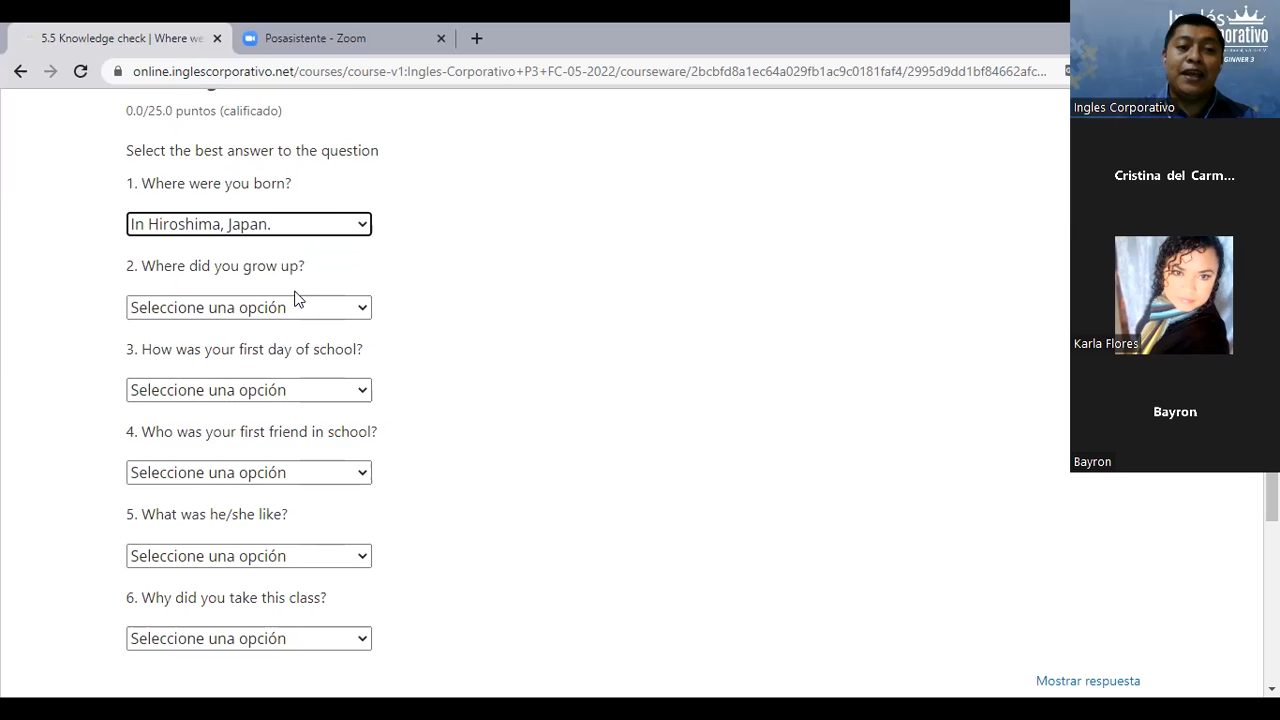 5.5 Knowledge check | Where we
Posasistente - Zoom
online.inglescorporativo.net/courses/course-v1:Ingles-Corporativo+P3+FC-05-2022/courseware/2bcbfd8a1ec64a029fb1ac9c0181faf4/2995d9dd1bf84662afc...
0.0/25.0 puntos (calificado)
Select the best answer to the question
1. Where were you born?
In Hiroshima, Japan.
2. Where did you grow up?
Seleccione una opción
3. How was your first day of school?
Seleccione una opción
4. Who was your first friend in school?
Seleccione una opción
5. What was he/she like?
Seleccione una opción
6. Why did you take this class?
Seleccione una opción
Mostrar respuesta
Ingles Corporativo
Cristina del Carm...
Karla Flores
Bayron
Bayron